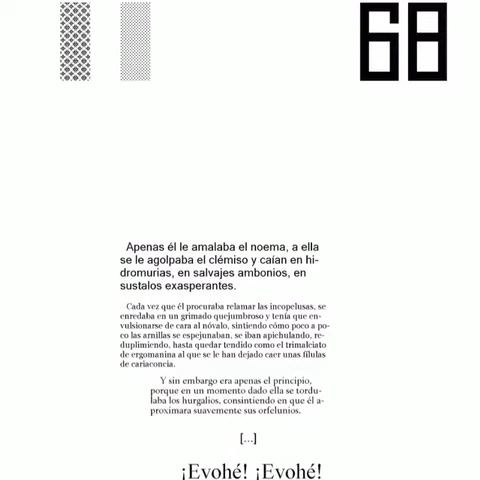 68
Apenas él le amalaba el noema, a ella
se le agolpaba el clémiso y caían en hi-
dromurias, en salvajes ambonios, en
sustalos exasperantes.
Cada vez que él procuraba relamar las incopelusas, se
enredaba en un grimado quejumbroso y tenía que en-
vulsionarse de cara al nóvalo, sintiendo cómo poco a po-
co las arnillas se espejunaban, se iban apichulando, re-
duplimiendo, hasta quedar tendido como el trimalciato
de ergomanina al que se le han dejado caer unas fílulas
de cariaconcia.
Y sin embargo era apenas el principio,
porque en un momento dado ella se tordu-
laba los hurgalios, consintiendo en que él a-
proximara suavemente sus orfelunios.
[...]
¡Evohé! ¡Evohé!